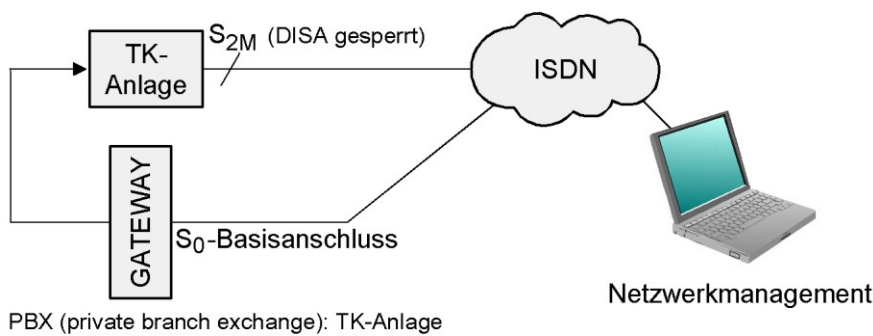 TK-
Anlage
S2M (DISA gesperrt)
ISDN
GATEWAY
S0-Basisanschluss
Netzwerkmanagement
PBX (private branch exchange): TK-Anlage